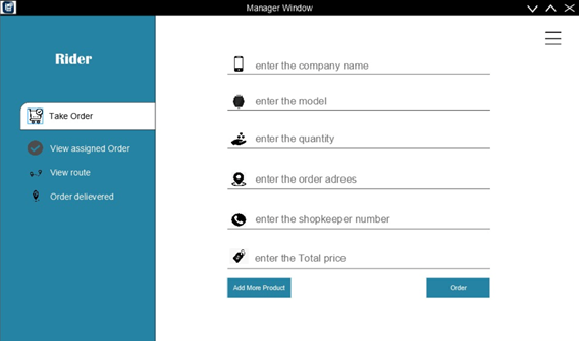 Manager Window
Rider
Take Order
View assigned Order
View route
Order delievered
enter the company name
enter the model
enter the quantity
enter the order adrees
enter the shopkeeper number
enter the Total price
Add More Product
Order